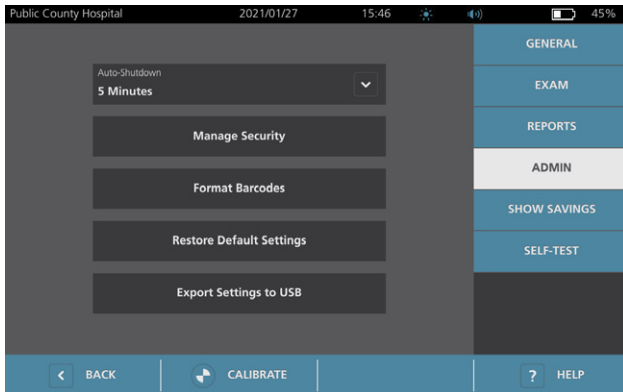 Public County Hospital 2021/01/27 15:46 45%
GENERAL
Auto-Shutdown
5 Minutes
EXAM
Manage Security
REPORTS
ADMIN
Format Barcodes
SHOW SAVINGS
Restore Default Settings
SELF-TEST
Export Settings to USB
BACK CALIBRATE ? HELP